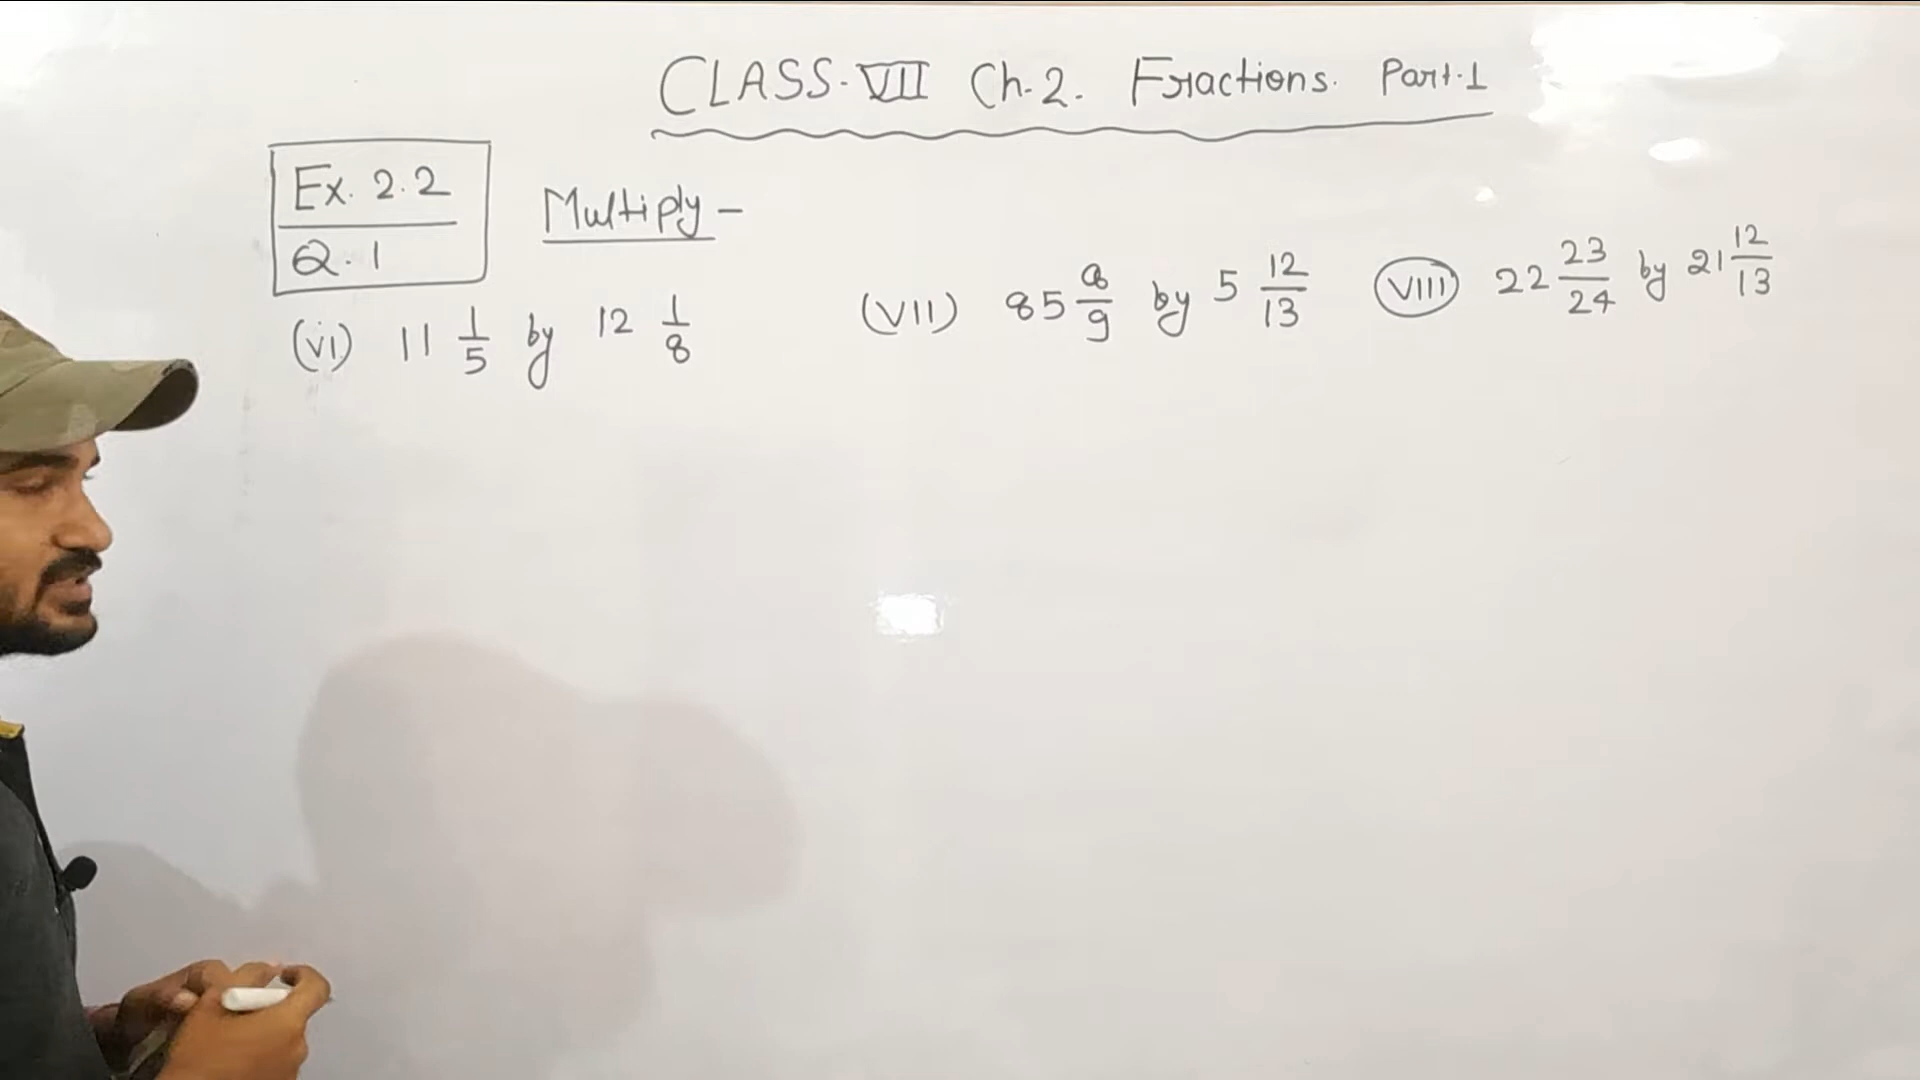 CLASS-VII Ch-2. Fractions. Part-1
Ex. 2.2
Q.1
Multiply -
(vi) 11 1/5 by 12 1/8
(VII) 85 8/9 by 5 12/13
VIII 22 23/24 by 21 12/13